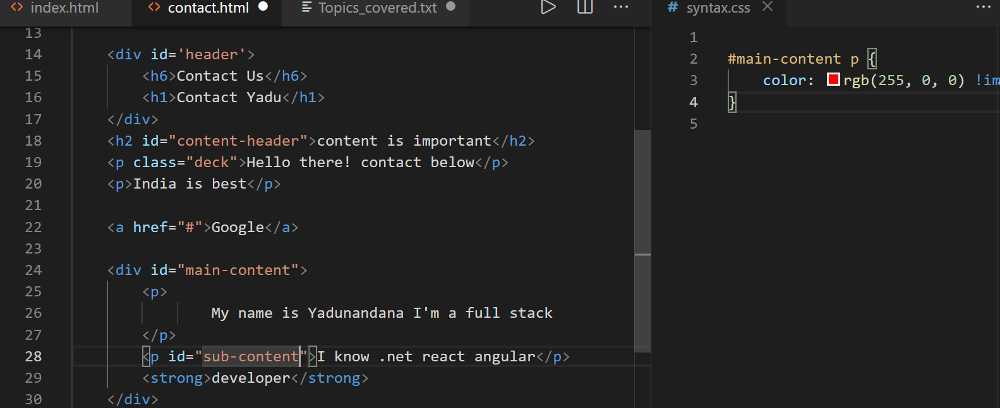 index.html
contact.html
Topics_covered.txt
13
14 <div id='header'>
15 <h6>Contact Us</h6>
16 <h1>Contact Yadu</h1>
17 </div>
18 <h2 id="content-header">content is important</h2>
19 <p class="deck">Hello there! contact below</p>
20 <p>India is best</p>
21
22 <a href="#">Google</a>
23
24 <div id="main-content">
25 <p>
26 My name is Yadunandana I'm a full stack
27 </p>
28 <p id="sub-content">I know .net react angular</p>
29 <strong>developer</strong>
30 </div>
# syntax.css
1
2 #main-content p {
3 color: rgb(255, 0, 0) !im
4 }
5